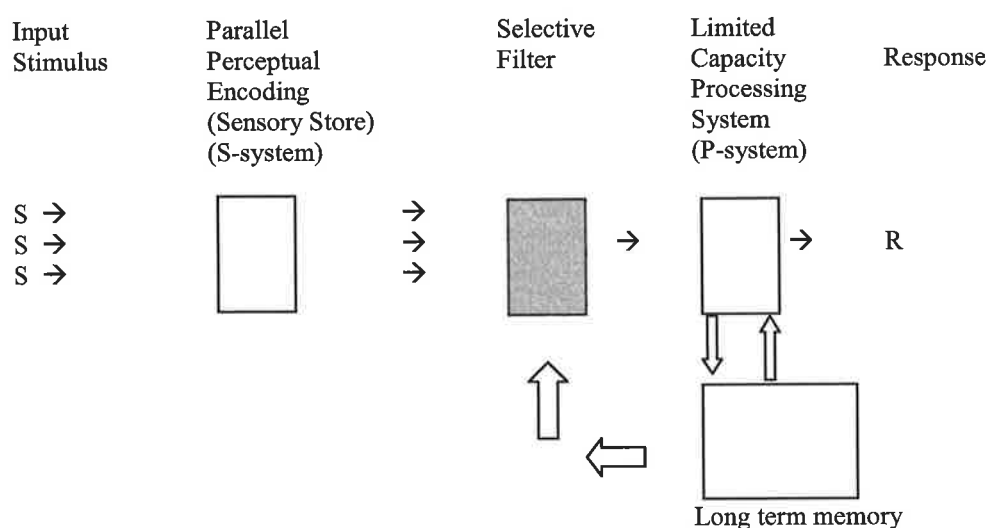 Input
Stimulus
Parallel
Perceptual
Encoding
(Sensory Store)
(S-system)
Selective
Filter
Limited
Capacity
Processing
System
(P-system)
Response
S →
S →
S →
→
→
→
→
→
R
Long term memory